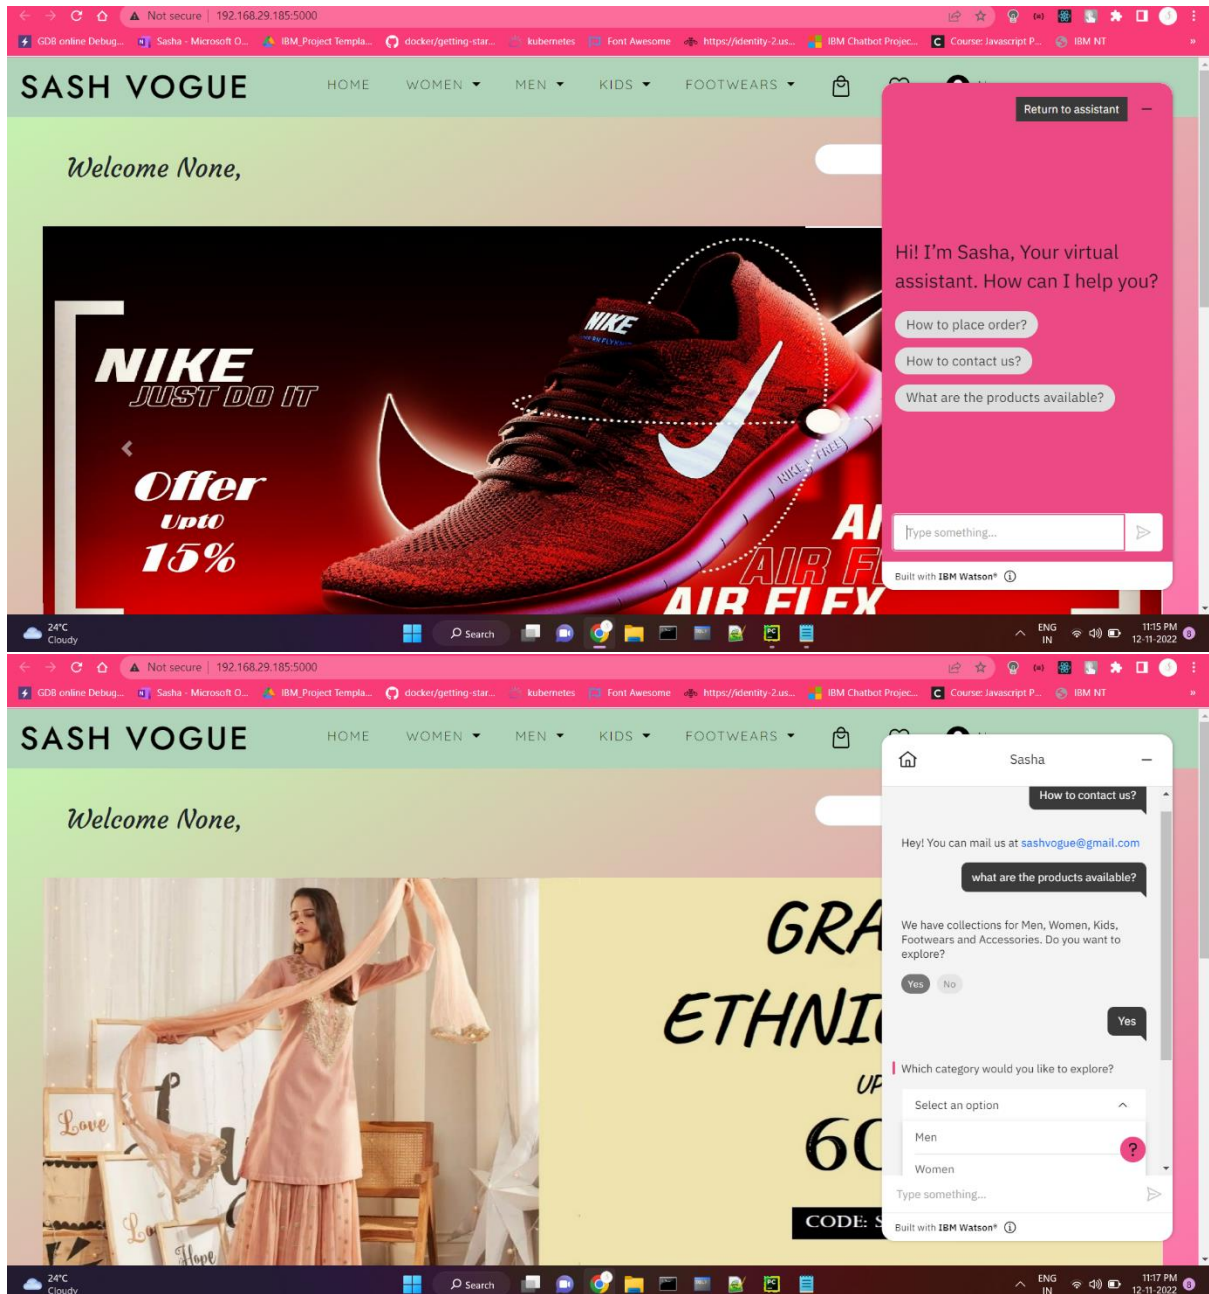 Not secure | 192.168.29.185:5000
GDB online Debug... Sasha - Microsoft O... IBM_Project Templa... docker/getting-star... kubernetes Font Awesome https://identity-2.us... IBM Chatbot Projec... Course: Javascript P... IBM NT »
SASH VOGUE HOME WOMEN MEN KIDS FOOTWEARS
Return to assistant
Welcome None,
Hi! I'm Sasha, Your virtual
assistant. How can I help you?
How to place order?
How to contact us?
What are the products available?
Type something...
Built with IBM Watson®
NIKE
JUST DO IT
Offer
Upto
15%
NIKE
NIKE FREE
AIR FLEX
24°C
Cloudy
Search
ENG
IN
11:15 PM
12-11-2022
8
Not secure | 192.168.29.185:5000
GDB online Debug... Sasha - Microsoft O... IBM_Project Templa... docker/getting-star... kubernetes Font Awesome https://identity-2.us... IBM Chatbot Projec... Course: Javascript P... IBM NT »
SASH VOGUE HOME WOMEN MEN KIDS FOOTWEARS
Welcome None,
Sasha
How to contact us?
Hey! You can mail us at sashvogue@gmail.com
what are the products available?
We have collections for Men, Women, Kids,
Footwears and Accessories. Do you want to
explore?
Yes No
Yes
Which category would you like to explore?
Select an option
Men
?
Women
Type something...
Built with IBM Watson®
GRA
ETHNI
UP
60
CODE: S
Love
Hope
24°C
Cloudy
Search
ENG
IN
11:17 PM
12-11-2022
8